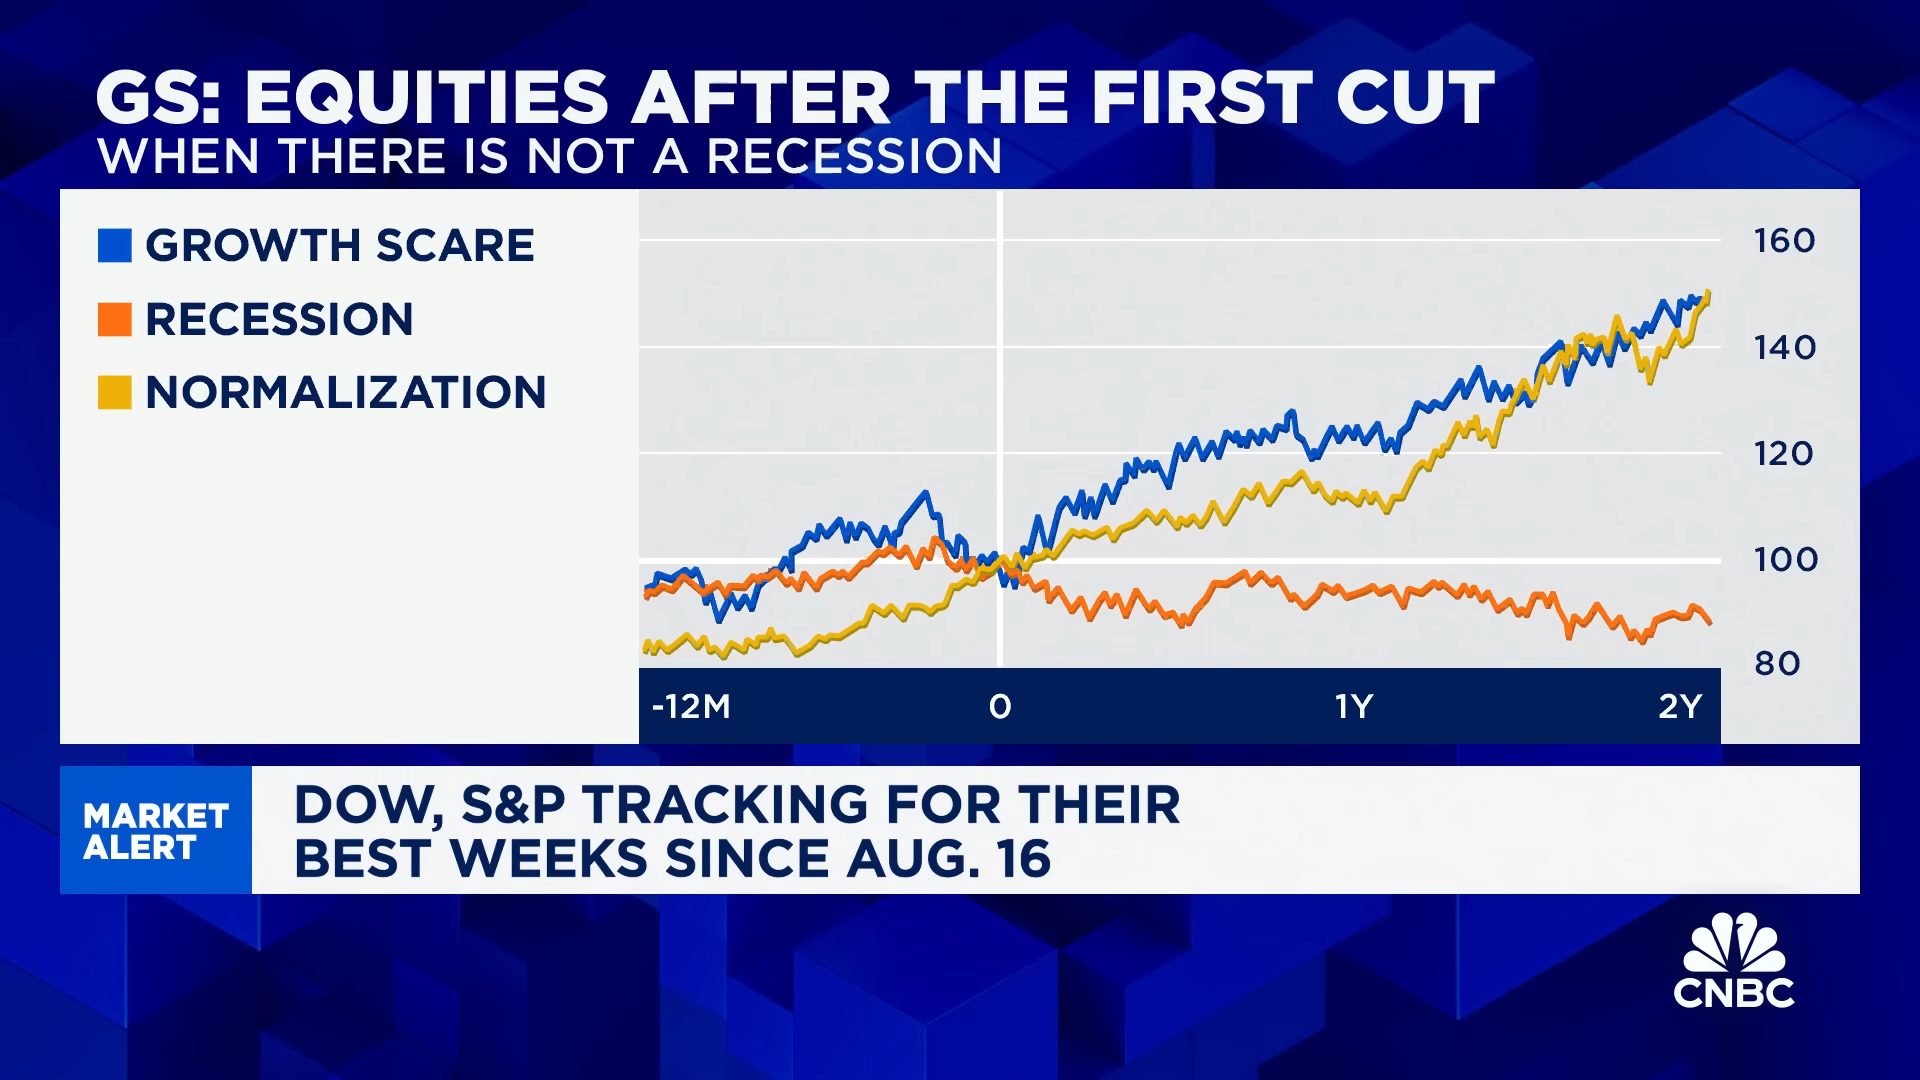 GS: EQUITIES AFTER THE FIRST CUT
WHEN THERE IS NOT A RECESSION
GROWTH SCARE
RECESSION
NORMALIZATION
160
140
120
100
80
-12M 0 1Y 2Y
MARKET
ALERT
DOW, S&P TRACKING FOR THEIR
BEST WEEKS SINCE AUG. 16
CNBC